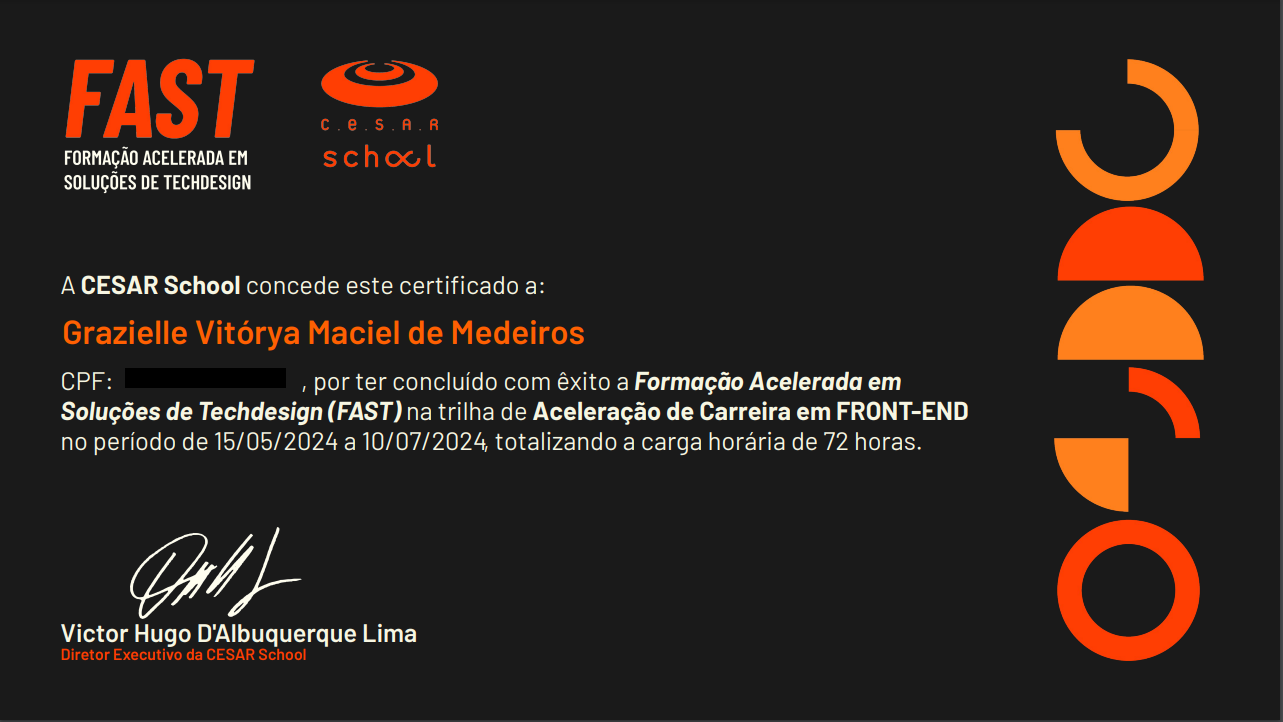 FAST
FORMAÇÃO ACELERADA EM
SOLUÇÕES DE TECHDESIGN
c.e.s.a.r
school
A CESAR School concede este certificado a:
Grazielle Vitórya Maciel de Medeiros
CPF: , por ter concluído com êxito a Formação Acelerada em
Soluções de Techdesign (FAST) na trilha de Aceleração de Carreira em FRONT-END
no período de 15/05/2024 a 10/07/2024, totalizando a carga horária de 72 horas.
Victor Hugo D'Albuquerque Lima
Diretor Executivo da CESAR School